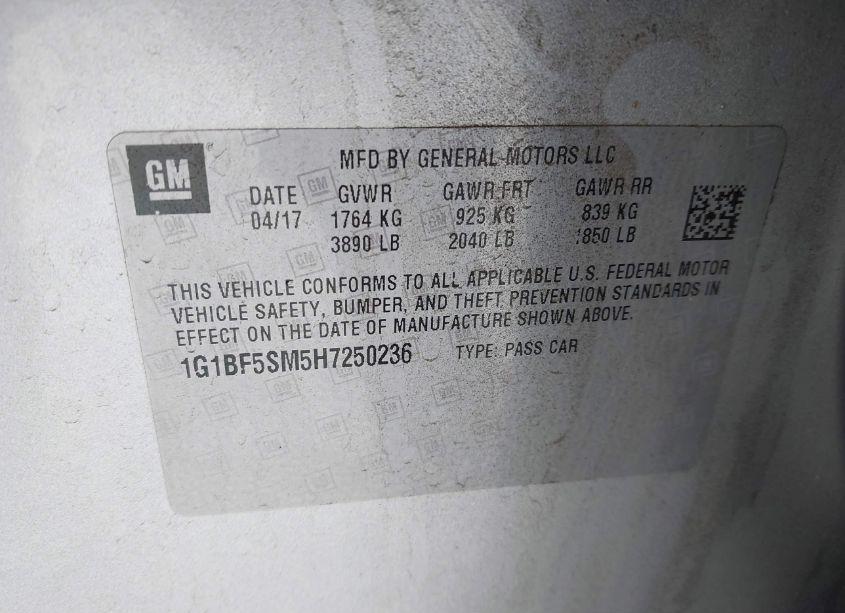 GM
MFD BY GENERAL MOTORS LLC
DATE GVWR GAWR FRT GAWR RR
04/17 1764 KG 925 KG 839 KG
3890 LB 2040 LB 1850 LB
THIS VEHICLE CONFORMS TO ALL APPLICABLE U.S. FEDERAL MOTOR
VEHICLE SAFETY, BUMPER, AND THEFT PREVENTION STANDARDS IN
EFFECT ON THE DATE OF MANUFACTURE SHOWN ABOVE.
1G1BF5SM5H7250236 TYPE: PASS CAR